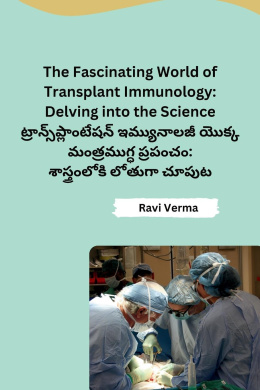 The Fascinating World of
Transplant Immunology:
Delving into the Science
ట్రాన్స్‌ప్లాంటేషన్ ఇమ్యునాలజీ యొక్క
మంత్రముగ్ధ ప్రపంచం:
శాస్త్రంలోకి లోతుగా చూపుట
Ravi Verma